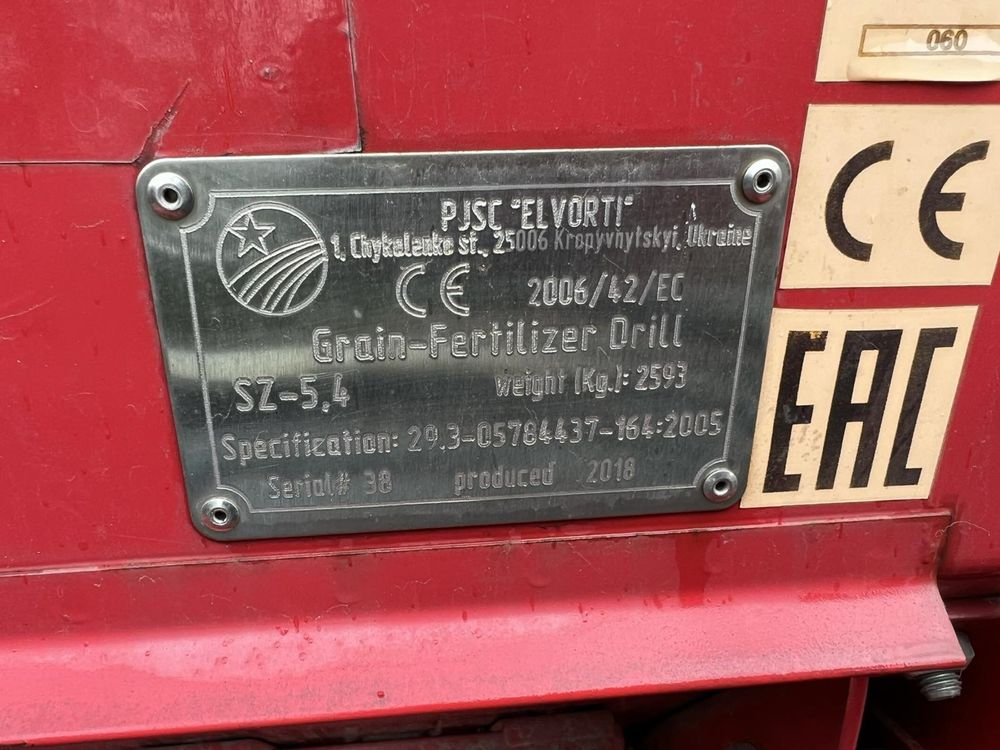 060
CE
EAC
PJSC "ELVORTI"
1, Chykalenko st., 25006 Kropyvnytskyi, Ukraine
CE 2006/42/EC
Grain-Fertilizer Drill
SZ-5,4 weight (Kg.): 2593
Specification: 29.3-05784437-164:2005
Serial# 38 produced 2018